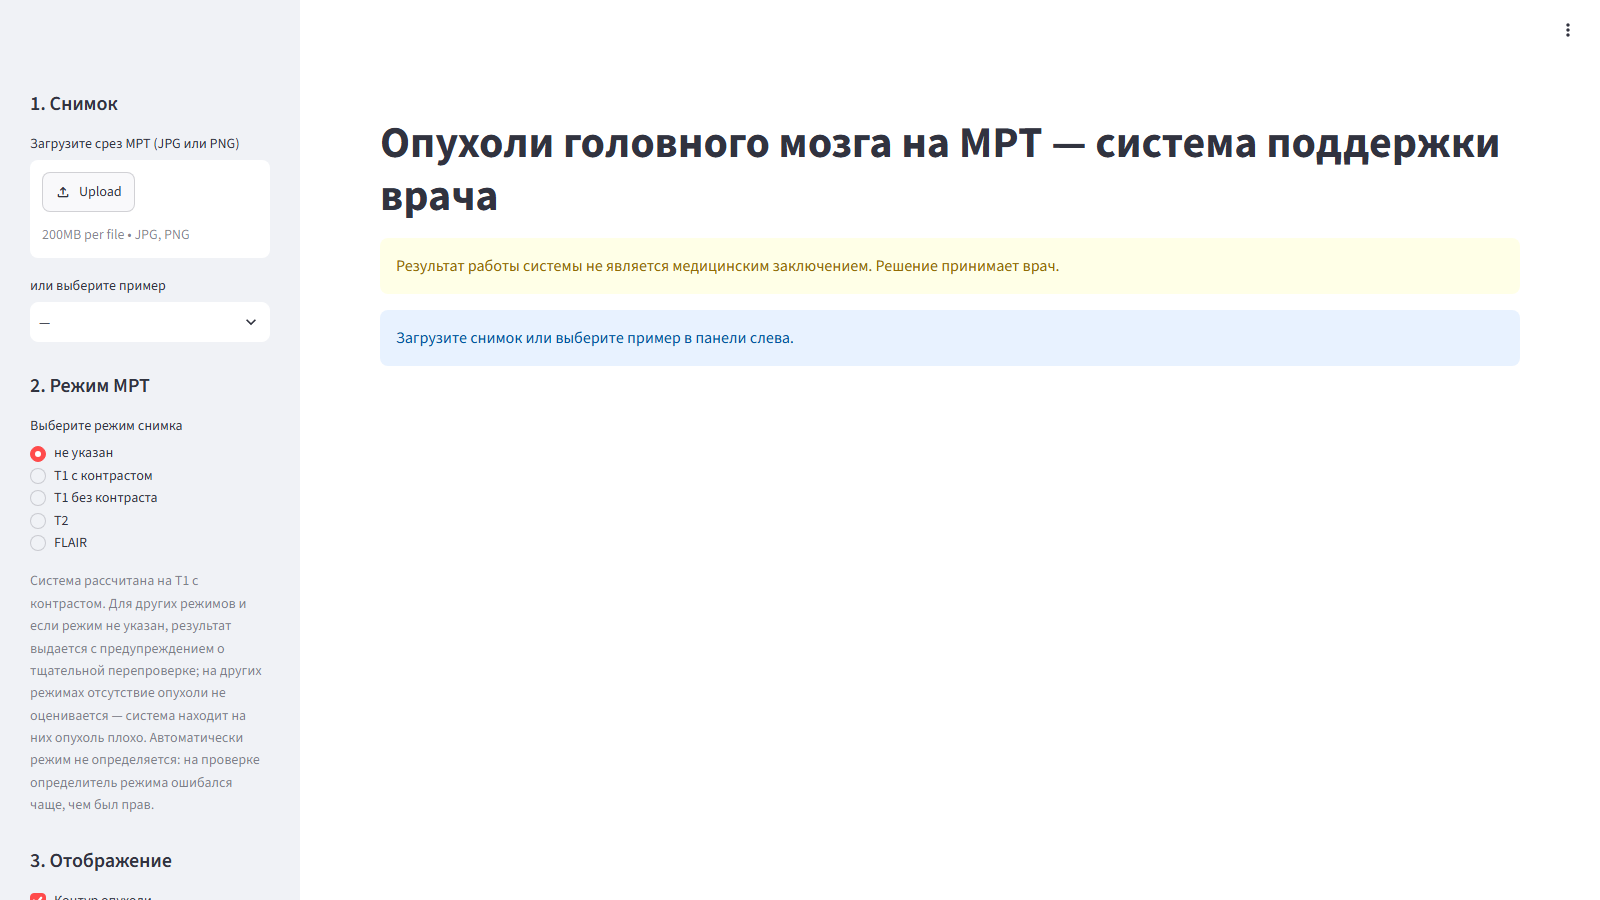 1. Снимок
Загрузите срез МРТ (JPG или PNG)
Upload
200MB per file • JPG, PNG
или выберите пример
—
2. Режим МРТ
Выберите режим снимка
не указан
Т1 с контрастом
Т1 без контраста
Т2
FLAIR
Система рассчитана на Т1 с
контрастом. Для других режимов и
если режим не указан, результат
выдается с предупреждением о
тщательной перепроверке; на других
режимах отсутствие опухоли не
оценивается — система находит на
них опухоль плохо. Автоматически
режим не определяется: на проверке
определитель режима ошибался
чаще, чем был прав.
3. Отображение
Контур опухоли
Опухоли головного мозга на МРТ — система поддержки
врача
Результат работы системы не является медицинским заключением. Решение принимает врач.
Загрузите снимок или выберите пример в панели слева.